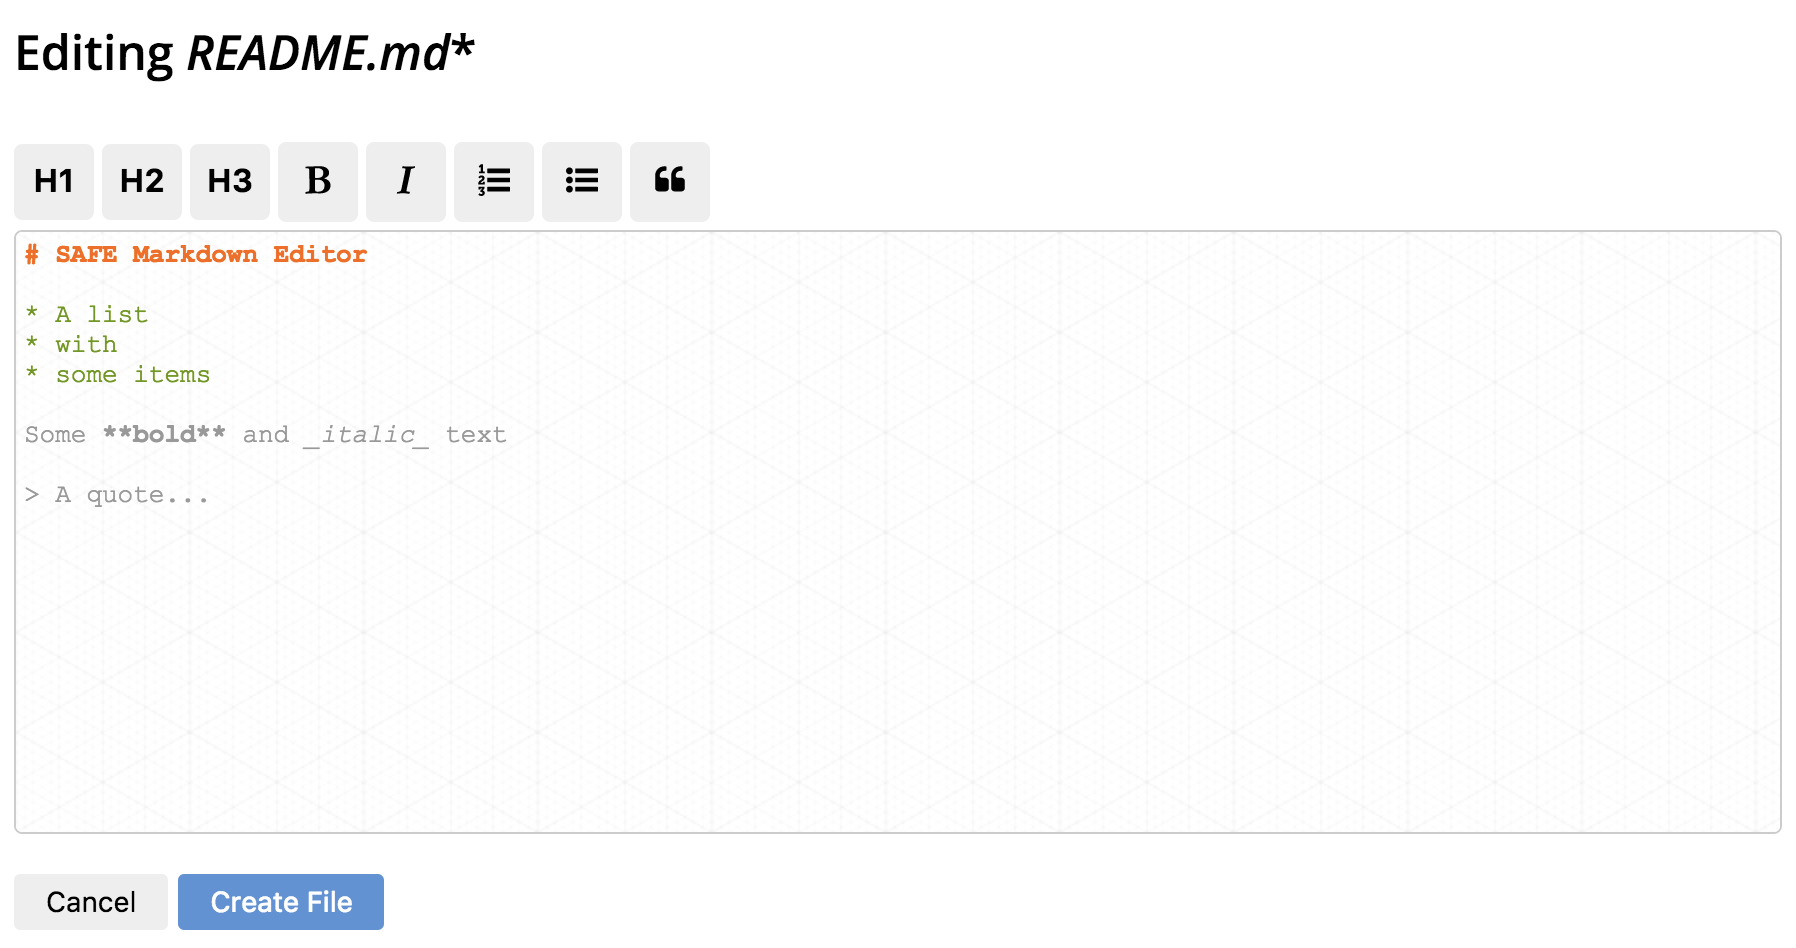 Editing README.md*
H1 H2 H3 B I
# SAFE Markdown Editor
* A list
* with
* some items
Some **bold** and _italic_ text
> A quote...
Cancel Create File